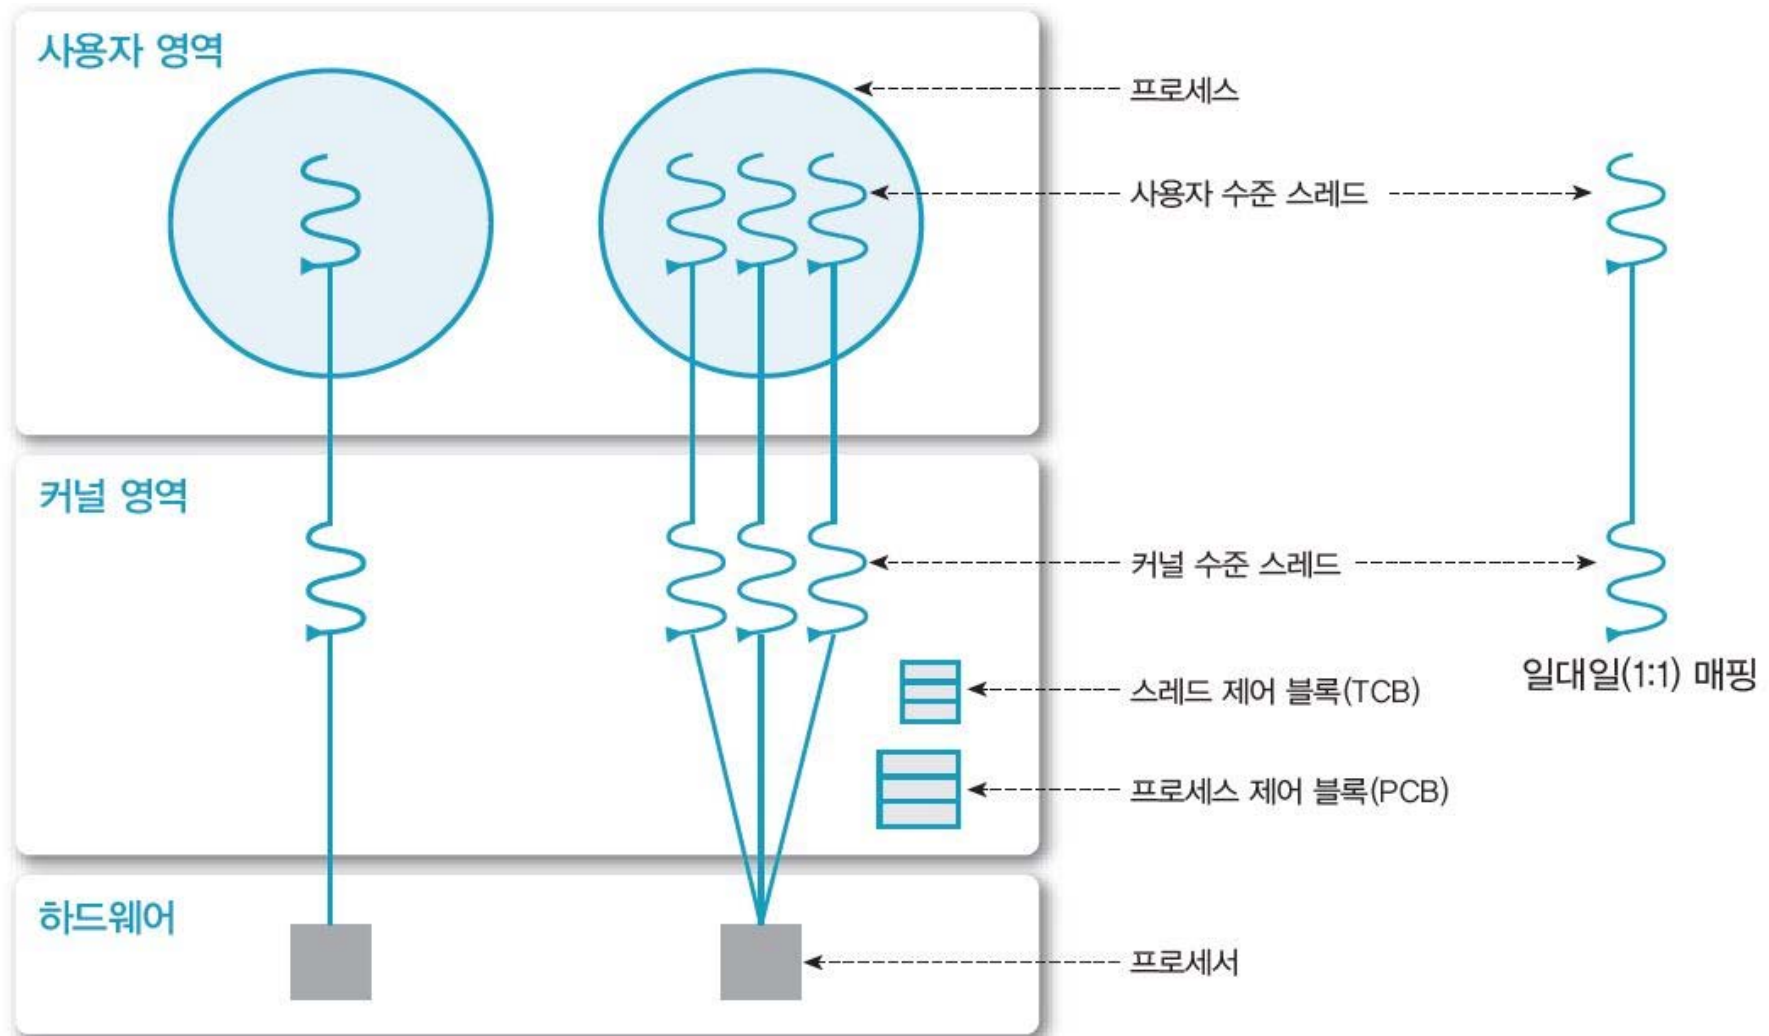 사용자 영역
프로세스
사용자 수준 스레드
커널 영역
커널 수준 스레드
스레드 제어 블록(TCB)
일대일(1:1) 매핑
프로세스 제어 블록(PCB)
하드웨어
프로세서